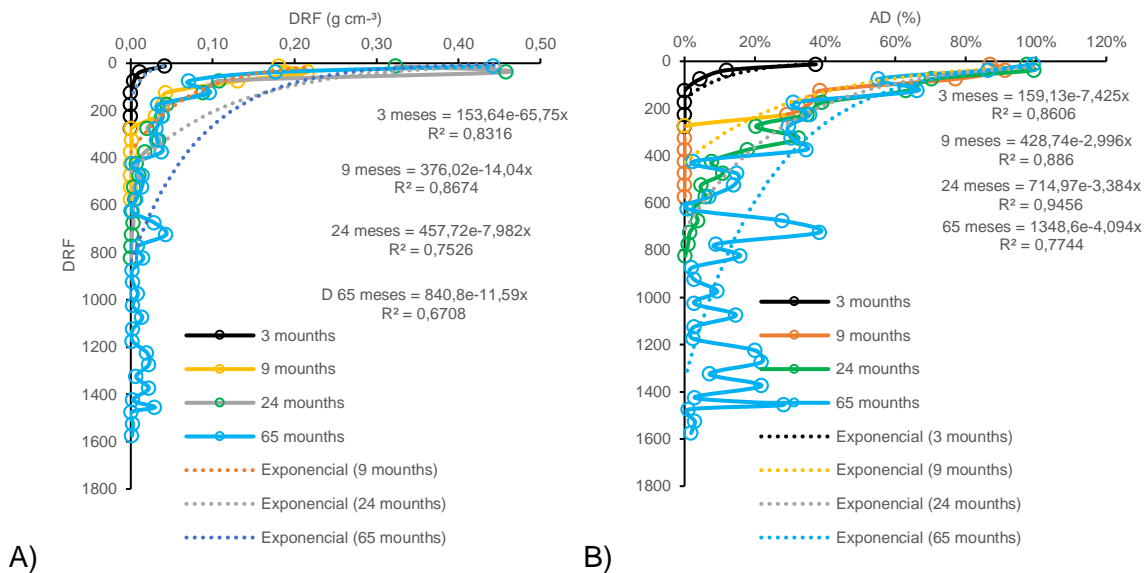 DRF (g cm-³)
0,00 0,10 0,20 0,30 0,40 0,50
0
200
400
600
800
1000
1200
1400
1600
1800
DRF
3 meses = 153,64e-65,75x
R² = 0,8316
9 meses = 376,02e-14,04x
R² = 0,8674
24 meses = 457,72e-7,982x
R² = 0,7526
D 65 meses = 840,8e-11,59x
R² = 0,6708
3 mounths
9 mounths
24 mounths
65 mounths
Exponencial (9 mounths)
Exponencial (24 mounths)
Exponencial (65 mounths)
A)
AD (%)
0% 20% 40% 60% 80% 100% 120%
0
200
400
600
800
1000
1200
1400
1600
1800
3 meses = 159,13e-7,425x
R² = 0,8606
9 meses = 428,74e-2,996x
R² = 0,886
24 meses = 714,97e-3,384x
R² = 0,9456
65 meses = 1348,6e-4,094x
R² = 0,7744
3 mounths
9 mounths
24 mounths
65 mounths
Exponencial (3 mounths)
Exponencial (9 mounths)
Exponencial (24 mounths)
Exponencial (65 mounths)
B)